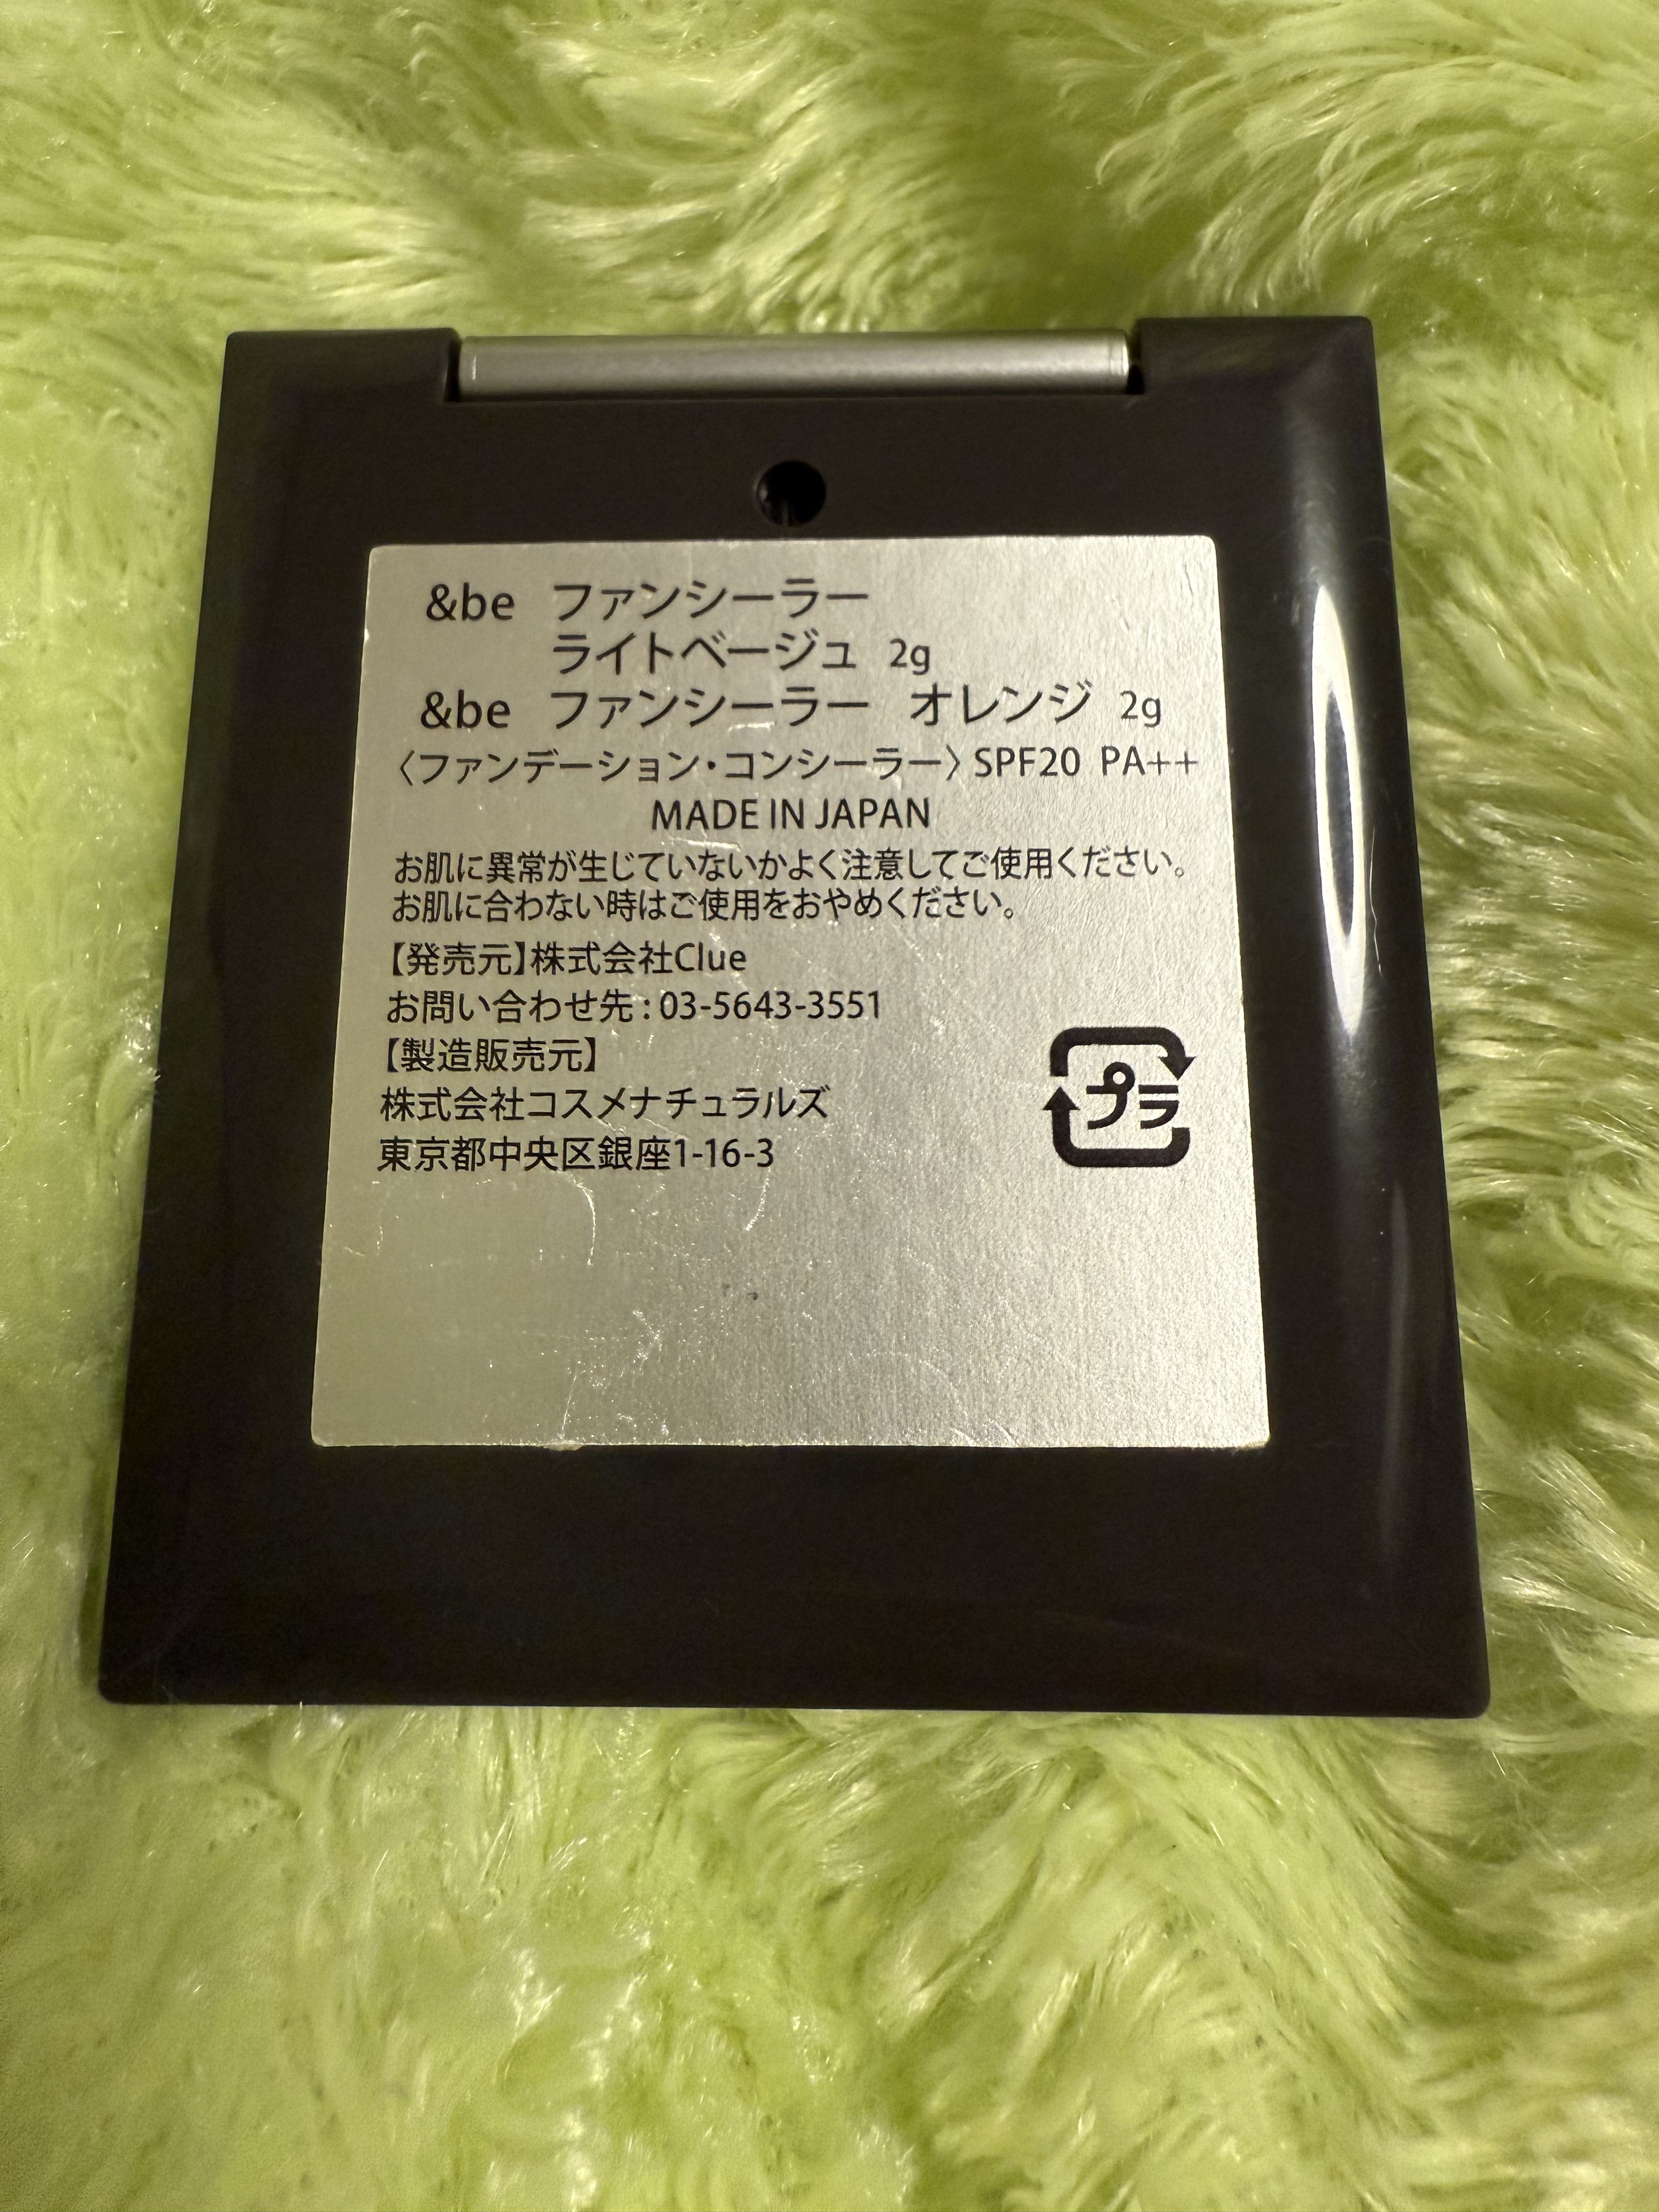 &be ファンシーラー
ライトベージュ 2g
&be ファンシーラー オレンジ 2g
〈ファンデーション・コンシーラー〉SPF20 PA++
MADE IN JAPAN
お肌に異常が生じていないかよく注意してご使用ください。
お肌に合わない時はご使用をおやめください。
【発売元】株式会社Clue
お問い合わせ先：03-5643-3551
【製造販売元】
株式会社コスメナチュラルズ
東京都中央区銀座1-16-3
プラ